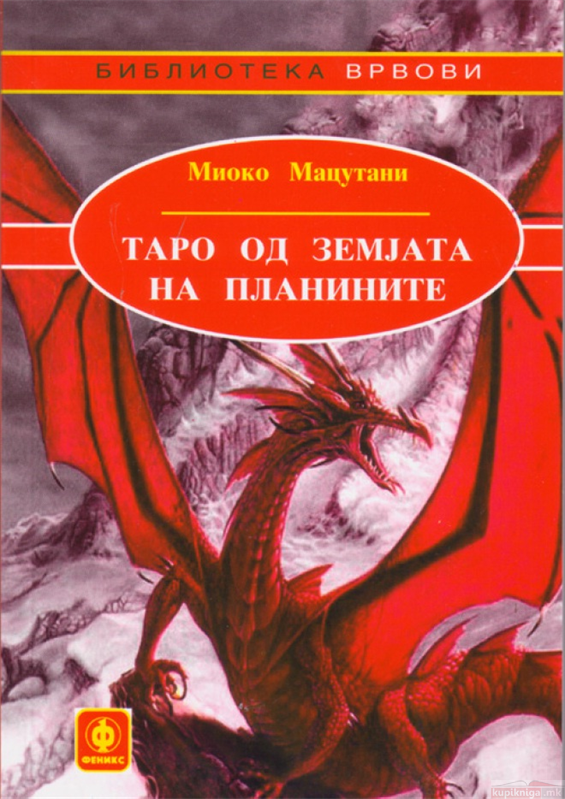 БИБЛИОТЕКА ВРВОВИ
Миоко Мацутани
ТАРО ОД ЗЕМЈАТА
НА ПЛАНИНИТЕ
Ф
ФЕНИКС
kupikniga.mk